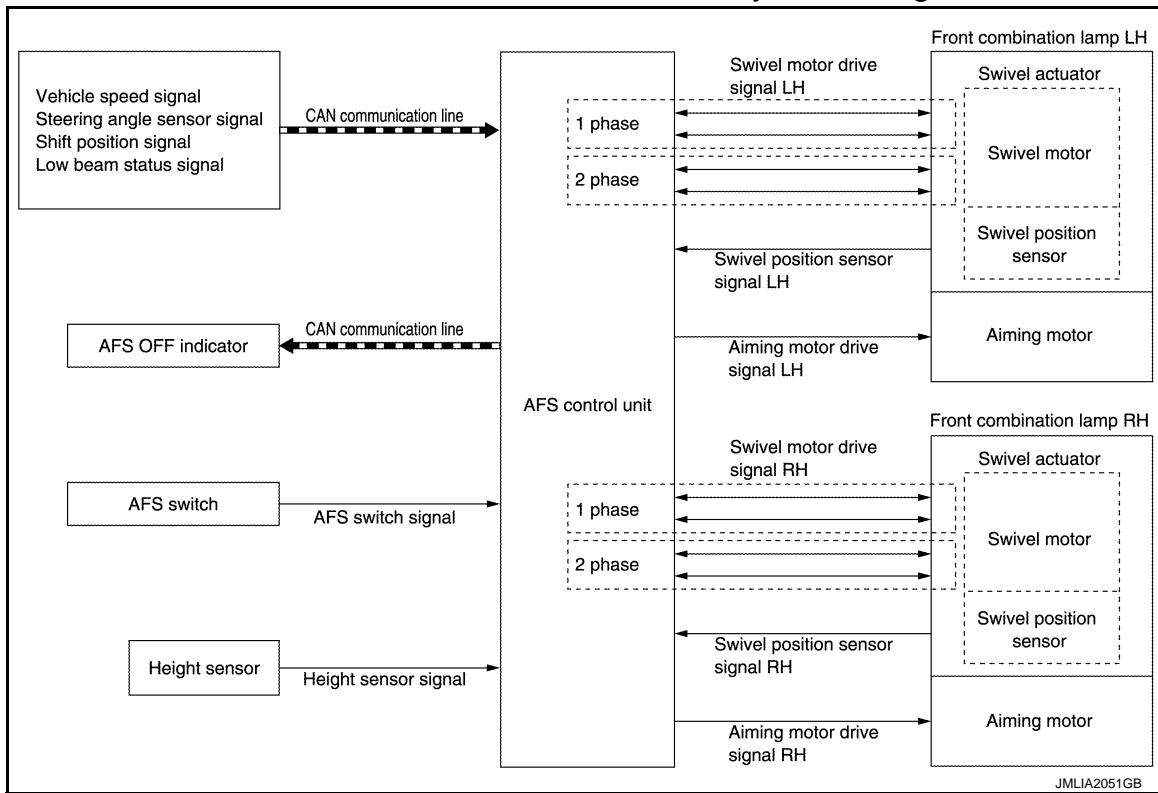 Vehicle speed signal
Steering angle sensor signal
Shift position signal
Low beam status signal
CAN communication line
AFS OFF indicator
CAN communication line
AFS switch
AFS switch signal
Height sensor
Height sensor signal
AFS control unit
1 phase
2 phase
Swivel motor drive
signal LH
Swivel position sensor
signal LH
Aiming motor drive
signal LH
Front combination lamp LH
Swivel actuator
Swivel motor
Swivel position
sensor
Aiming motor
1 phase
2 phase
Swivel motor drive
signal RH
Swivel position sensor
signal RH
Aiming motor drive
signal RH
Front combination lamp RH
Swivel actuator
Swivel motor
Swivel position
sensor
Aiming motor
JMLIA2051GB